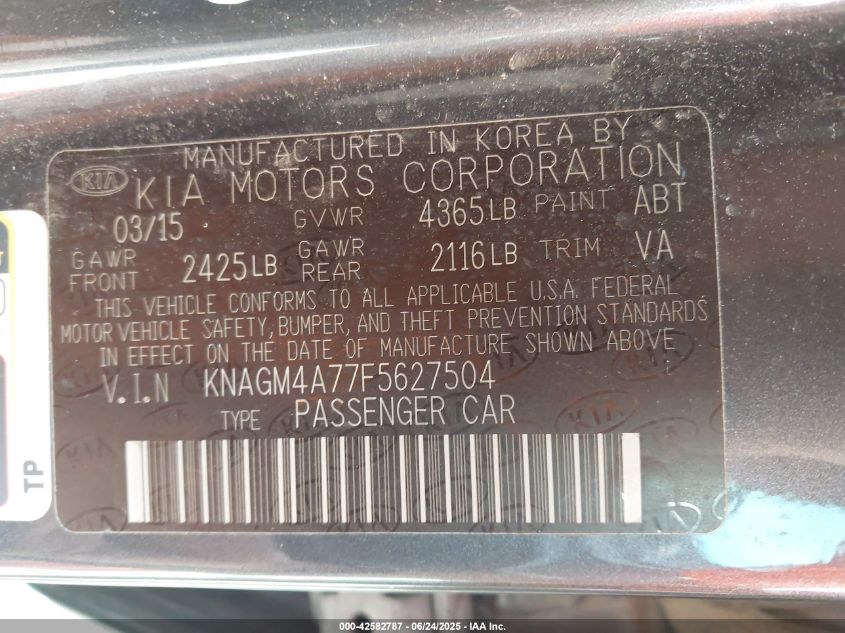 MANUFACTURED IN KOREA BY
KIA KIA MOTORS CORPORATION
03/15 GVWR 4365LB PAINT ABT
GAWR FRONT 2425LB GAWR REAR 2116LB TRIM VA
THIS VEHICLE CONFORMS TO ALL APPLICABLE U.S.A. FEDERAL
MOTOR VEHICLE SAFETY, BUMPER, AND THEFT PREVENTION STANDARDS
IN EFFECT ON THE DATE OF MANUFACTURE SHOWN ABOVE
V.I.N KNAGM4A77F5627504
TYPE PASSENGER CAR
TP
000-42582787 - 06/24/2025 - IAA, Inc.